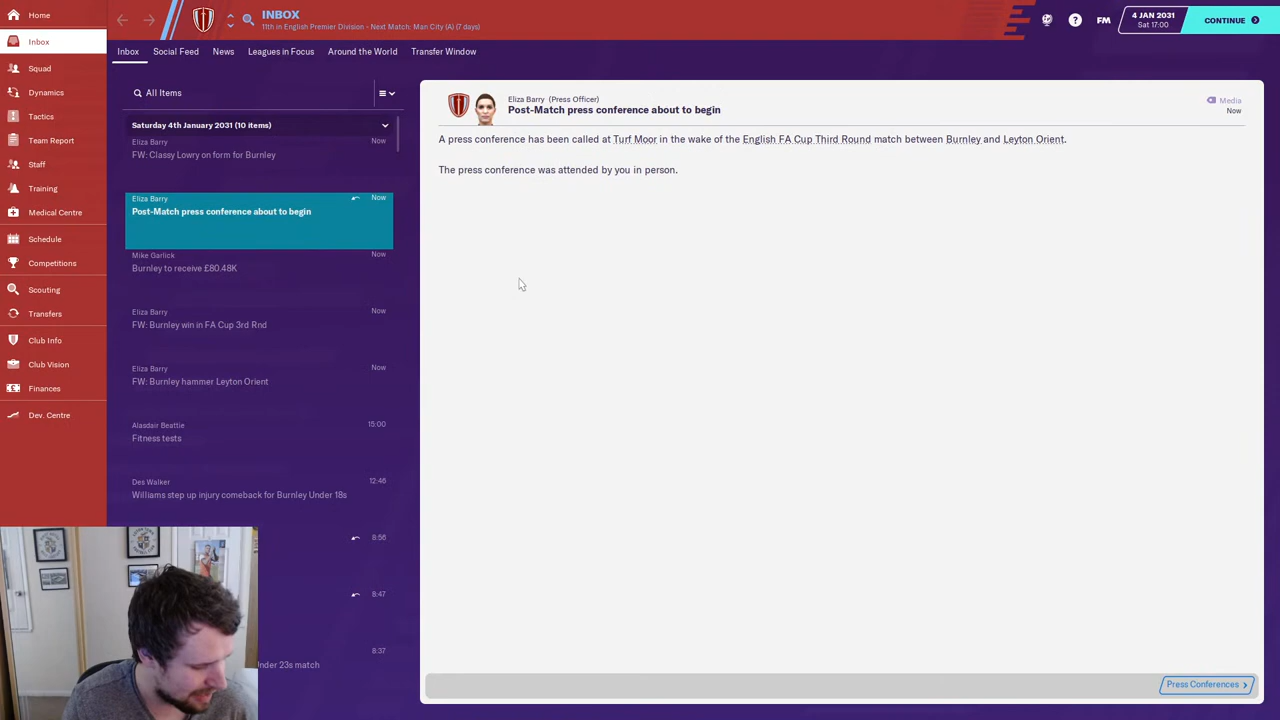 Home
Inbox
Squad
Dynamics
Tactics
Team Report
Staff
Training
Medical Centre
Schedule
Competitions
Scouting
Transfers
Club Info
Club Vision
Finances
Dev. Centre
INBOX
11th in English Premier Division - Next Match: Man City (A) (7 days)
?
FM
4 JAN 2031
Sat 17:00
CONTINUE
Inbox
Social Feed
News
Leagues in Focus
Around the World
Transfer Window
All Items
Saturday 4th January 2031 (10 items)
Eliza Barry
Now
FW: Classy Lowry on form for Burnley
Eliza Barry
Now
Post-Match press conference about to begin
Mike Garlick
Now
Burnley to receive £80.48K
Eliza Barry
Now
FW: Burnley win in FA Cup 3rd Rnd
Eliza Barry
Now
FW: Burnley hammer Leyton Orient
Alasdair Beattie
15:00
Fitness tests
Des Walker
12:46
Williams step up injury comeback for Burnley Under 18s
8:56
8:47
8:37
Under 23s match
Eliza Barry (Press Officer)
Post-Match press conference about to begin
Media
Now
A press conference has been called at Turf Moor in the wake of the English FA Cup Third Round match between Burnley and Leyton Orient.
The press conference was attended by you in person.
Press Conferences